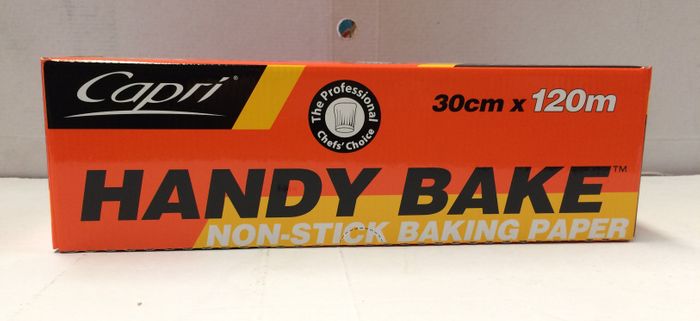 Capri®
The Professional
Chefs' Choice
30cm x 120m
HANDY BAKE™
NON-STICK BAKING PAPER